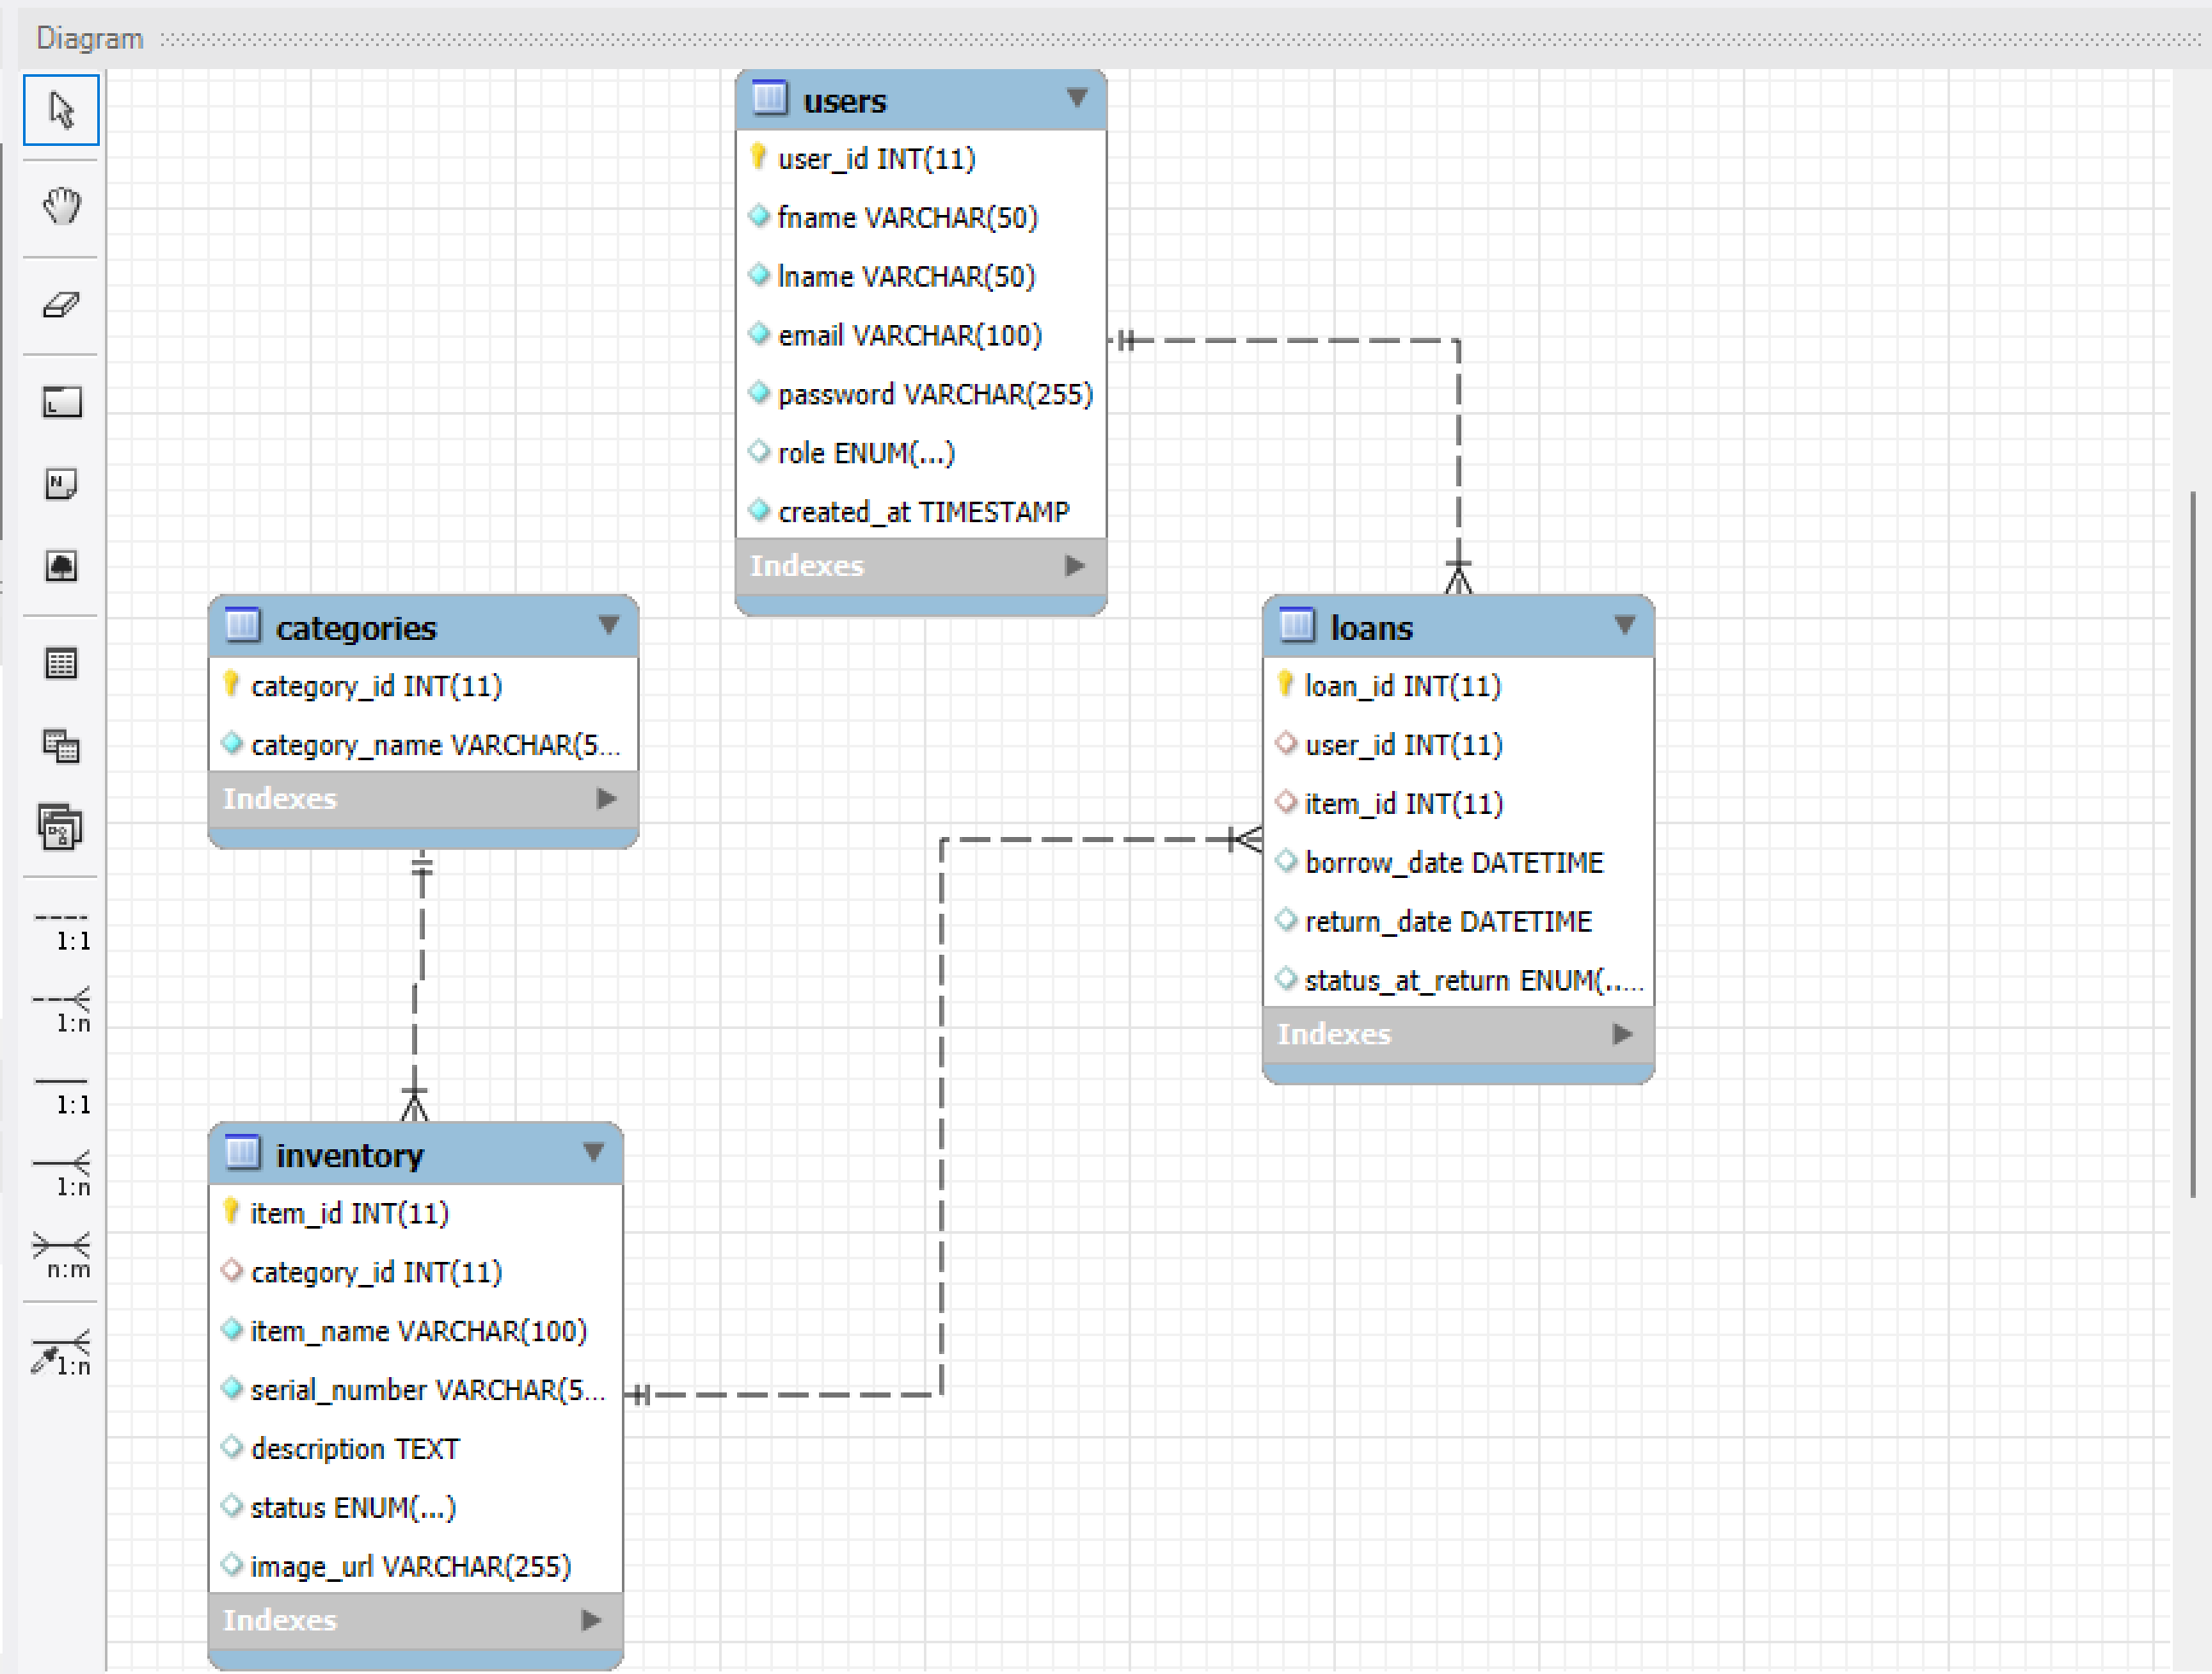 Diagram
users
user_id INT(11)
fname VARCHAR(50)
lname VARCHAR(50)
email VARCHAR(100)
password VARCHAR(255)
role ENUM(...)
created_at TIMESTAMP
Indexes
categories
category_id INT(11)
category_name VARCHAR(5...
Indexes
loans
loan_id INT(11)
user_id INT(11)
item_id INT(11)
borrow_date DATETIME
return_date DATETIME
status_at_return ENUM(.....
Indexes
inventory
item_id INT(11)
category_id INT(11)
item_name VARCHAR(100)
serial_number VARCHAR(5...
description TEXT
status ENUM(...)
image_url VARCHAR(255)
Indexes
L
N
1:1
1:n
1:1
1:n
n:m
1:n